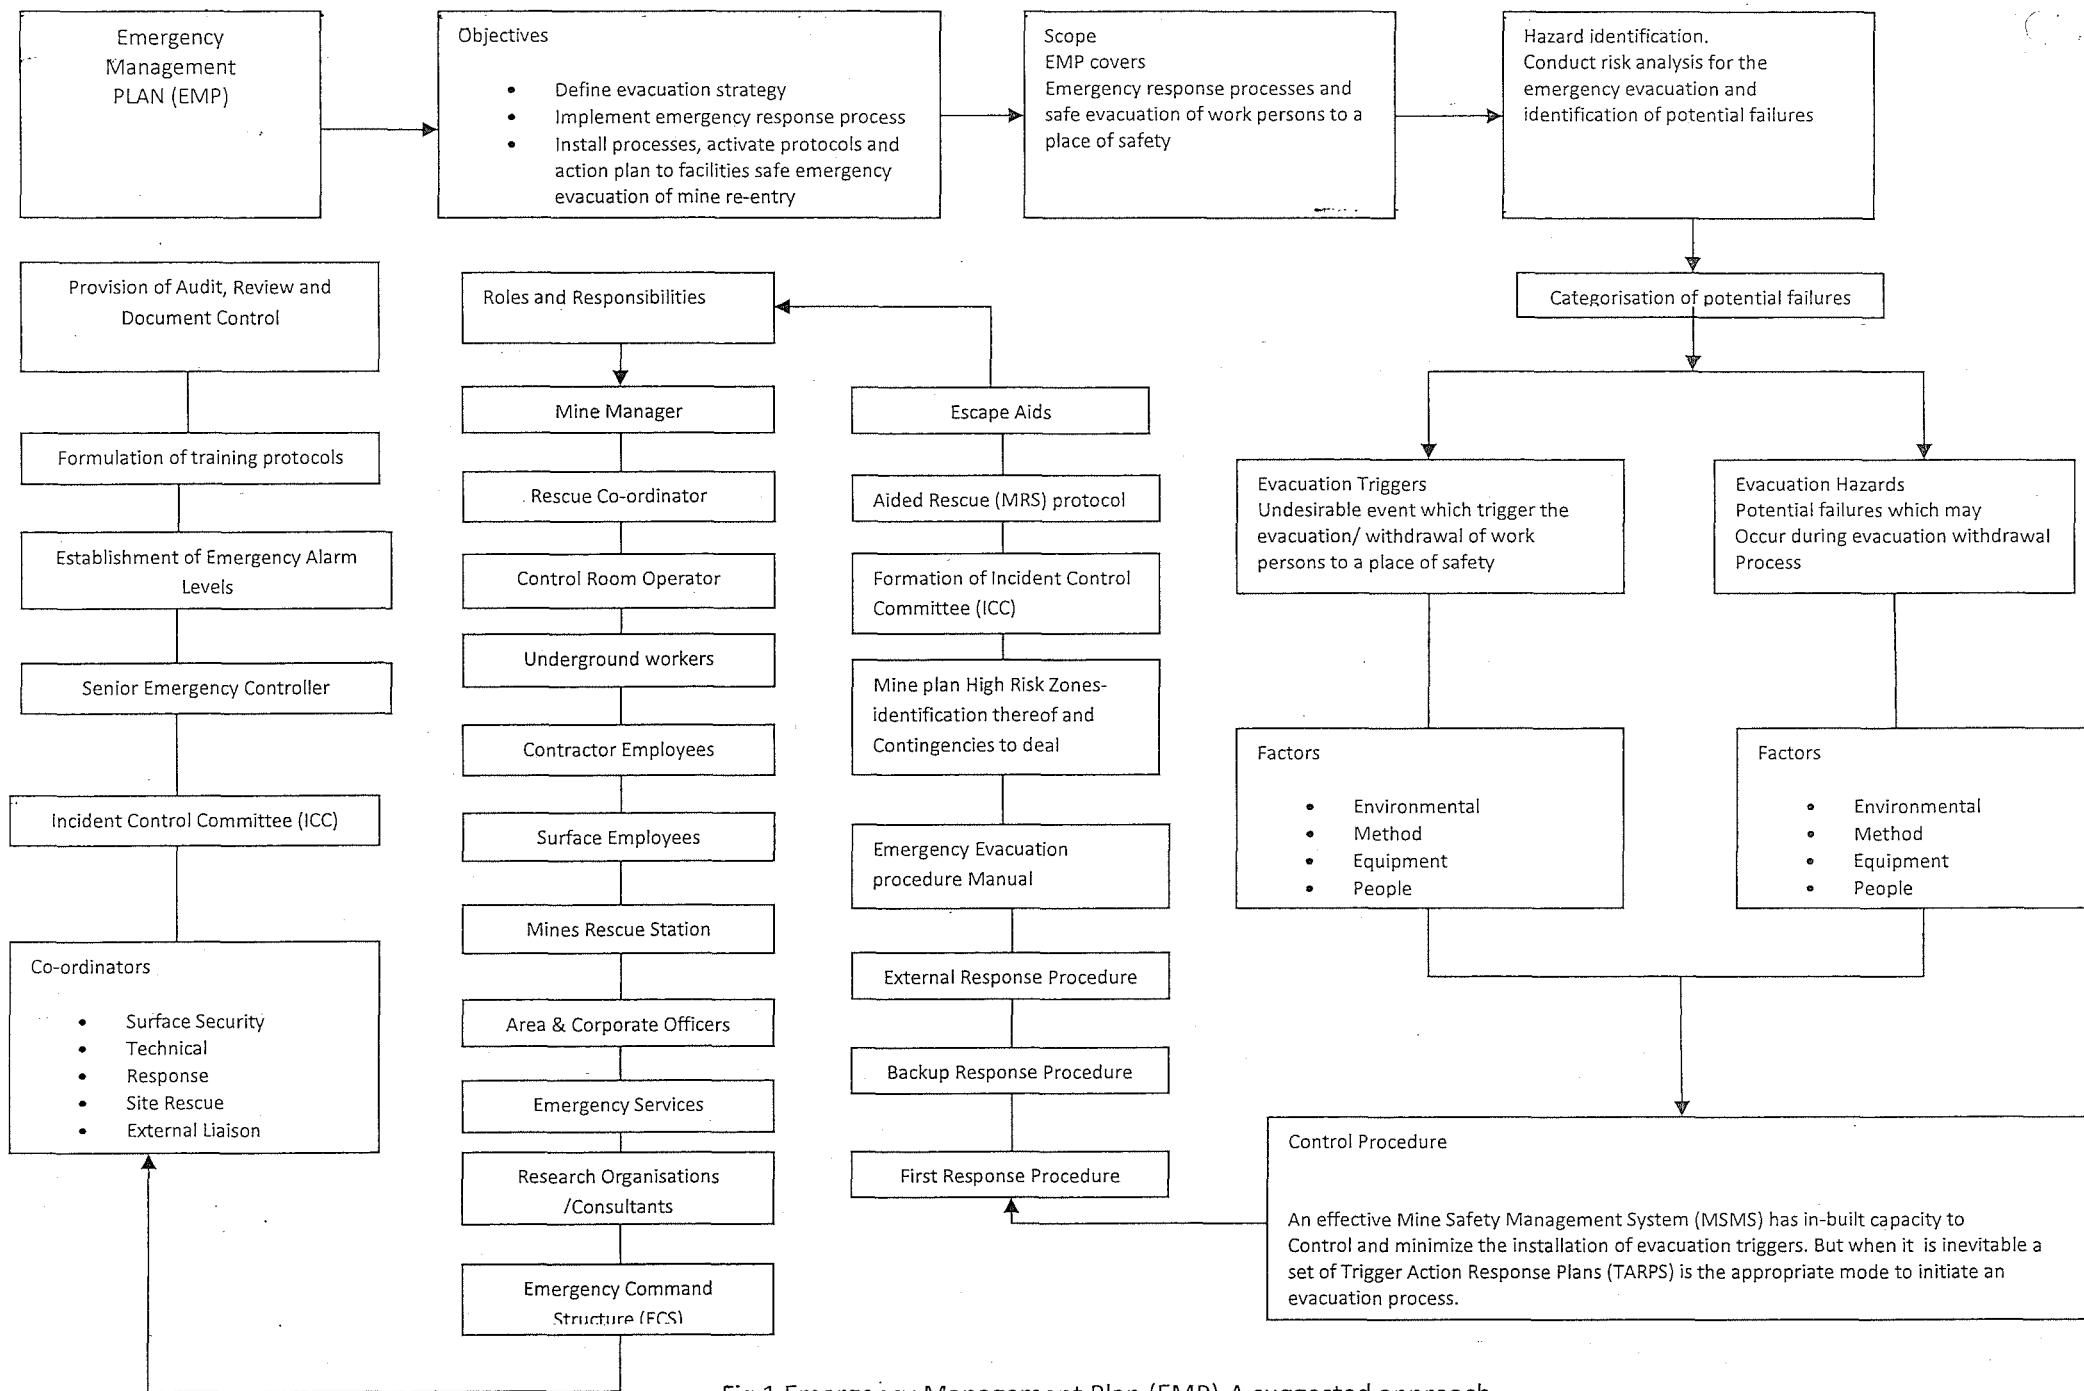 Emergency
Management
PLAN (EMP)
Objectives
• Define evacuation strategy
• Implement emergency response process
• Install processes, activate protocols and
action plan to facilities safe emergency
evacuation of mine re-entry
Scope
EMP covers
Emergency response processes and
safe evacuation of work persons to a
place of safety
Hazard identification.
Conduct risk analysis for the
emergency evacuation and
identification of potential failures
Categorisation of potential failures
Evacuation Triggers
Undesirable event which trigger the
evacuation/ withdrawal of work
persons to a place of safety
Evacuation Hazards
Potential failures which may
Occur during evacuation withdrawal
Process
Factors
• Environmental
• Method
• Equipment
• People
Factors
• Environmental
• Method
• Equipment
• People
Control Procedure
An effective Mine Safety Management System (MSMS) has in-built capacity to
Control and minimize the installation of evacuation triggers. But when it is inevitable a
set of Trigger Action Response Plans (TARPS) is the appropriate mode to initiate an
evacuation process.
Escape Aids
Aided Rescue (MRS) protocol
Formation of Incident Control
Committee (ICC)
Mine plan High Risk Zones-
identification thereof and
Contingencies to deal
Emergency Evacuation
procedure Manual
External Response Procedure
Backup Response Procedure
First Response Procedure
Roles and Responsibilities
Mine Manager
Rescue Co-ordinator
Control Room Operator
Underground workers
Contractor Employees
Surface Employees
Mines Rescue Station
Area & Corporate Officers
Emergency Services
Research Organisations
/Consultants
Emergency Command
Structure (ECS)
Provision of Audit, Review and
Document Control
Formulation of training protocols
Establishment of Emergency Alarm
Levels
Senior Emergency Controller
Incident Control Committee (ICC)
Co-ordinators
• Surface Security
• Technical
• Response
• Site Rescue
• External Liaison
Fig 1 Emergency Management Plan (EMP) A suggested approach